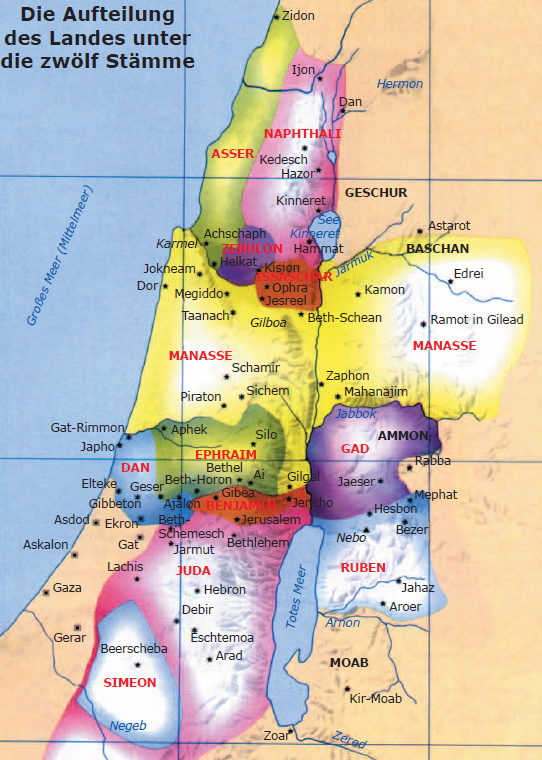 Die Aufteilung
des Landes unter
die zwölf Stämme
Zidon
Ijon
Hermon
Dan
NAPHTHALI
ASSER
Kedesch
Hazor
GESCHUR
Kinneret
See
Kinneret
Großes Meer (Mittelmeer)
Achschaph
Astarot
Karmel
ZEBULON
Hammat
BASCHAN
Helkat
Jokneam
Kision
Jarmuk
ISSASCHAR
Edrei
Dor
Ophra
Kamon
Megiddo
Jesreel
Taanach
Gilboa
Beth-Schean
Ramot in Gilead
MANASSE
MANASSE
Schamir
Zaphon
Sichem
Mahanajim
Piraton
Jabbok
Gat-Rimmon
Aphek
Japho
Silo
GAD
AMMON
EPHRAIM
DAN
Bethel
Rabba
Elteke
Geser
Beth-Horon
Ai
Gilgal
Jaeser
Gibbeton
Ajalon
Gibea
Mephat
BENJAMIN
Jericho
Hesbon
Asdod
Ekron
Beth-
Schemesch
Jerusalem
Bezer
Nebo
Askalon
Gat
Jarmut
Bethlehem
Lachis
JUDA
RUBEN
Gaza
Hebron
Totes Meer
Jahaz
Debir
Aroer
Gerar
Eschtemoa
Arnon
Beerscheba
Arad
MOAB
SIMEON
Kir-Moab
Negeb
Zoar
Zered